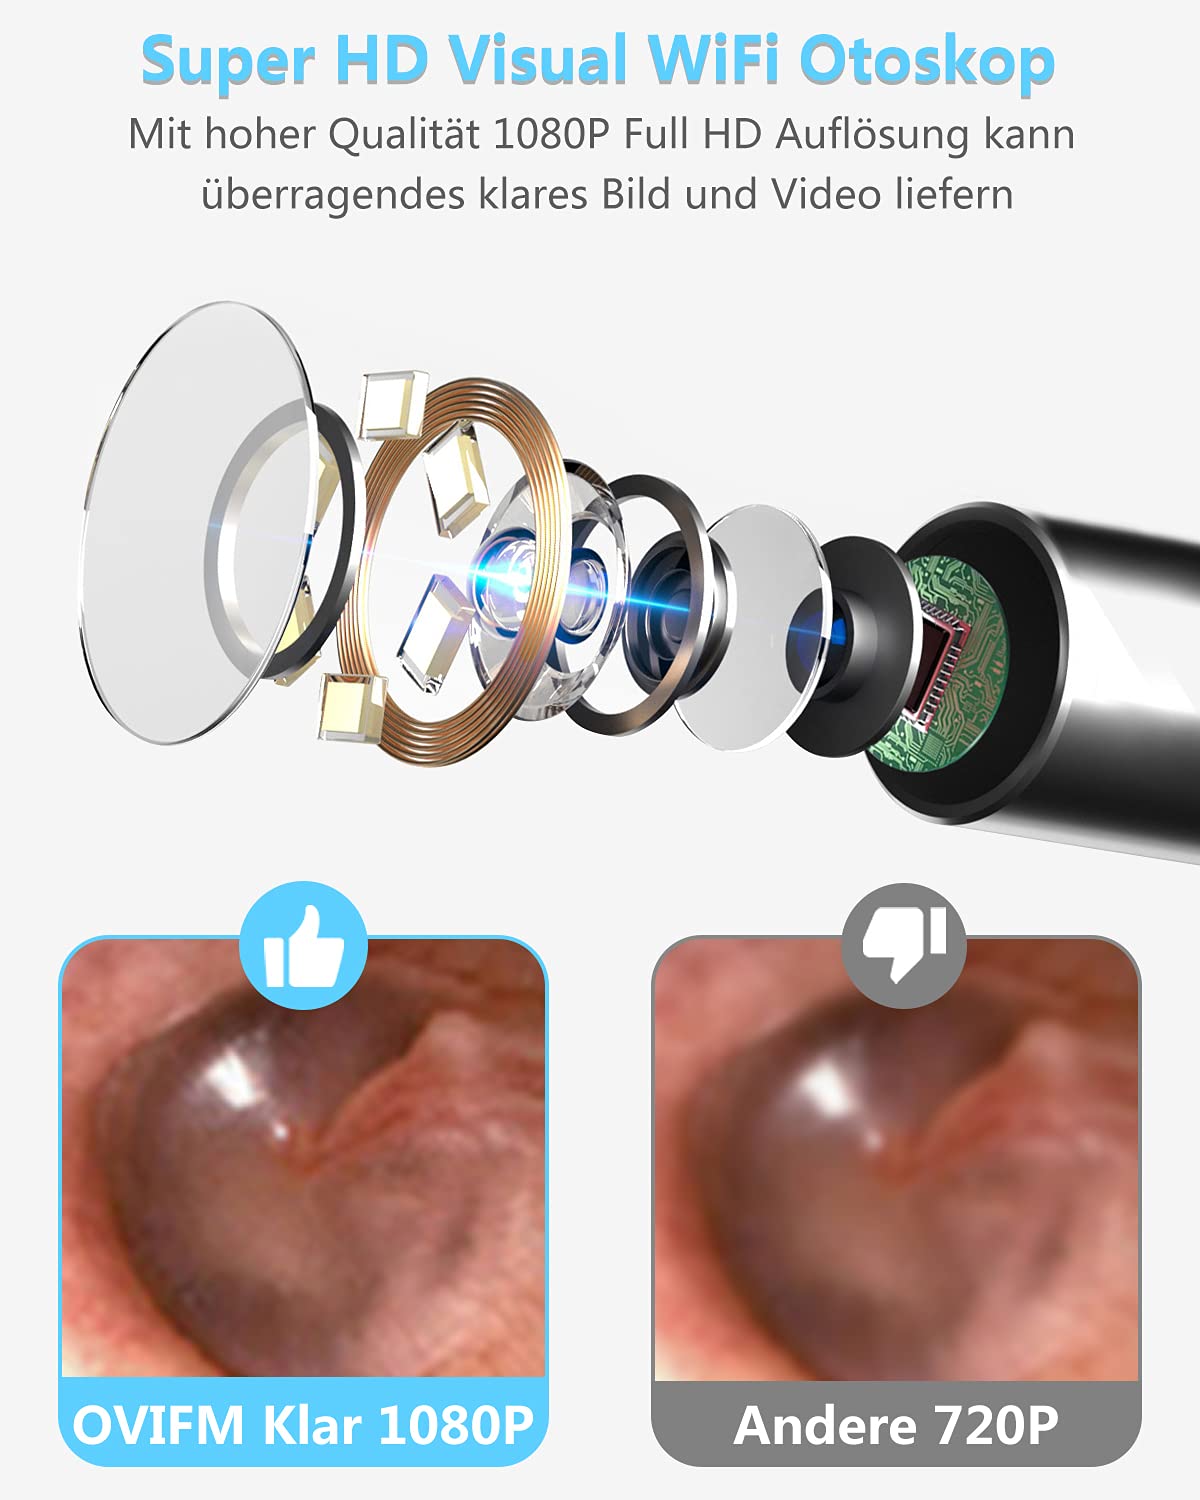 Super HD Visual WiFi Otoskop
Mit hoher Qualität 1080P Full HD Auflösung kann
überragendes klares Bild und Video liefern
OVIFM Klar 1080P
Andere 720P